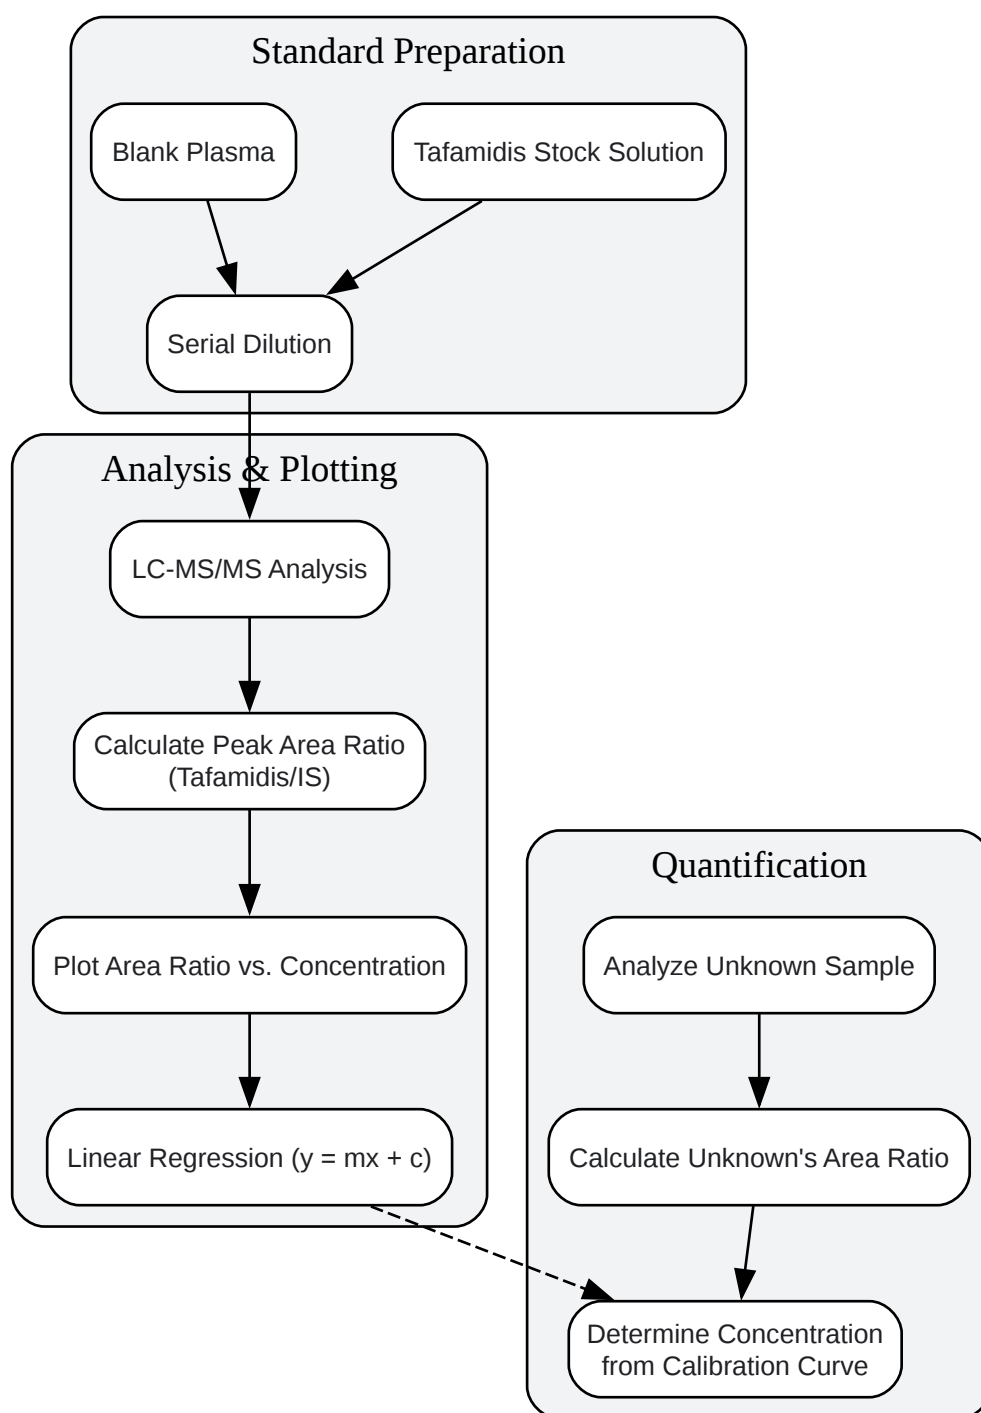 Standard Preparation
Blank Plasma
Tafamidis Stock Solution
Serial Dilution
Analysis & Plotting
LC-MS/MS Analysis
Calculate Peak Area Ratio
(Tafamidis/IS)
Plot Area Ratio vs. Concentration
Linear Regression (y = mx + c)
Quantification
Analyze Unknown Sample
Calculate Unknown's Area Ratio
Determine Concentration
from Calibration Curve